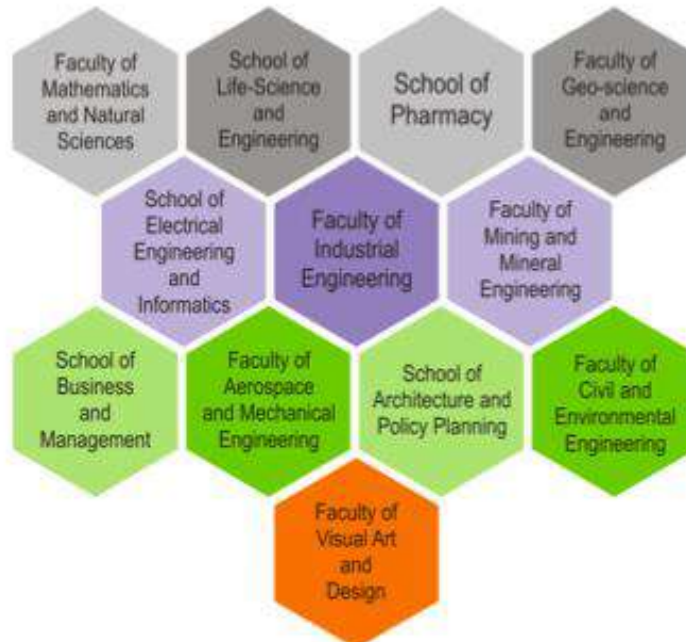 Faculty of
Mathematics
and Natural
Sciences
School of
Life-Science
and
Engineering
School of
Pharmacy
Faculty of
Geo-science
and
Engineering
School of
Electrical
Engineering
and
Informatics
Faculty of
Industrial
Engineering
Faculty of
Mining and
Mineral
Engineering
School of
Business
and
Management
Faculty of
Aerospace
and Mechanical
Engineering
School of
Architecture and
Policy Planning
Faculty of
Civil and
Environmental
Engineering
Faculty of
Visual Art
and
Design